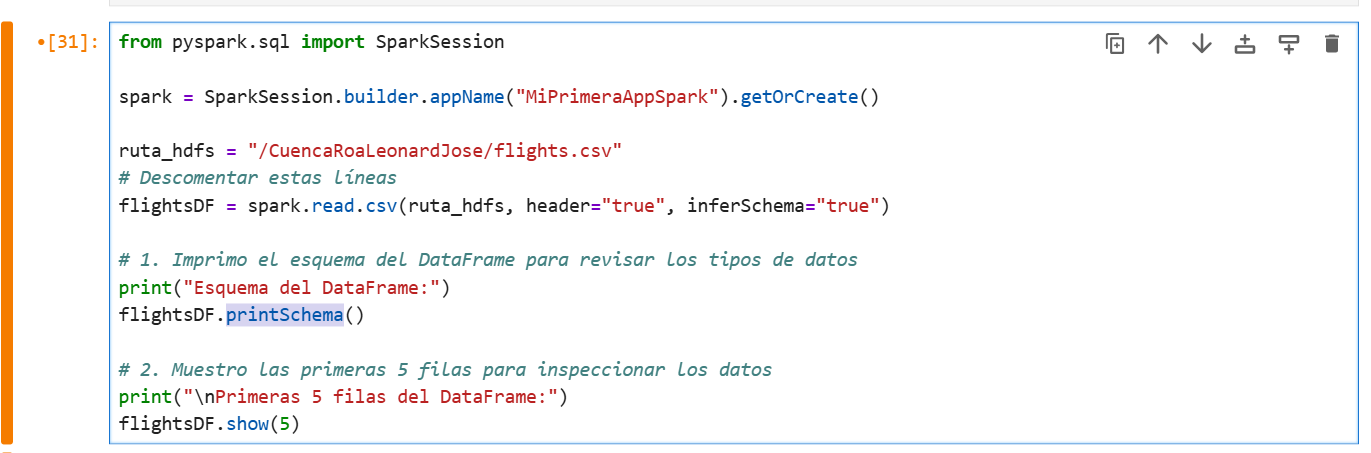 •[31]:
from pyspark.sql import SparkSession
spark = SparkSession.builder.appName("MiPrimeraAppSpark").getOrCreate()
ruta_hdfs = "/CuencaRoaLeonardJose/flights.csv"
# Descomentar estas líneas
flightsDF = spark.read.csv(ruta_hdfs, header="true", inferSchema="true")
# 1. Imprimo el esquema del DataFrame para revisar los tipos de datos
print("Esquema del DataFrame:")
flightsDF.printSchema()
# 2. Muestro las primeras 5 filas para inspeccionar los datos
print("\nPrimeras 5 filas del DataFrame:")
flightsDF.show(5)